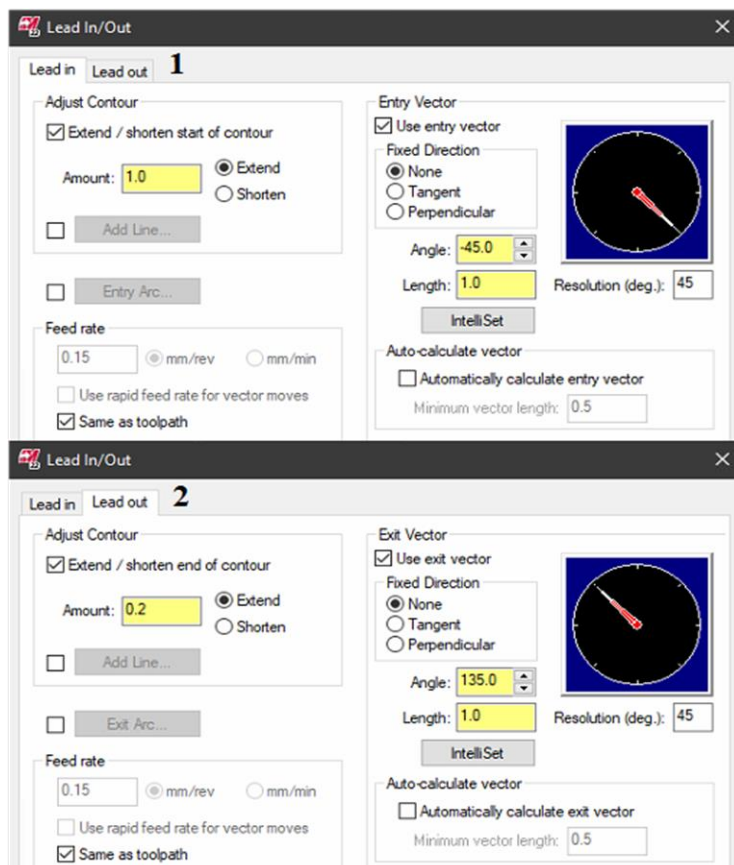 Lead In/Out
Lead in Lead out 1
Adjust Contour
Extend / shorten start of contour
Amount: 1.0
Extend
Shorten
Add Line...
Entry Arc...
Feed rate
0.15 mm/rev mm/min
Use rapid feed rate for vector moves
Same as toolpath
Entry Vector
Use entry vector
Fixed Direction
None
Tangent
Perpendicular
Angle: -45.0
Length: 1.0 Resolution (deg.): 45
IntelliSet
Auto-calculate vector
Automatically calculate entry vector
Minimum vector length: 0.5
Lead In/Out
Lead in Lead out 2
Adjust Contour
Extend / shorten end of contour
Amount: 0.2
Extend
Shorten
Add Line...
Exit Arc...
Feed rate
0.15 mm/rev mm/min
Use rapid feed rate for vector moves
Same as toolpath
Exit Vector
Use exit vector
Fixed Direction
None
Tangent
Perpendicular
Angle: 135.0
Length: 1.0 Resolution (deg.): 45
IntelliSet
Auto-calculate vector
Automatically calculate exit vector
Minimum vector length: 0.5